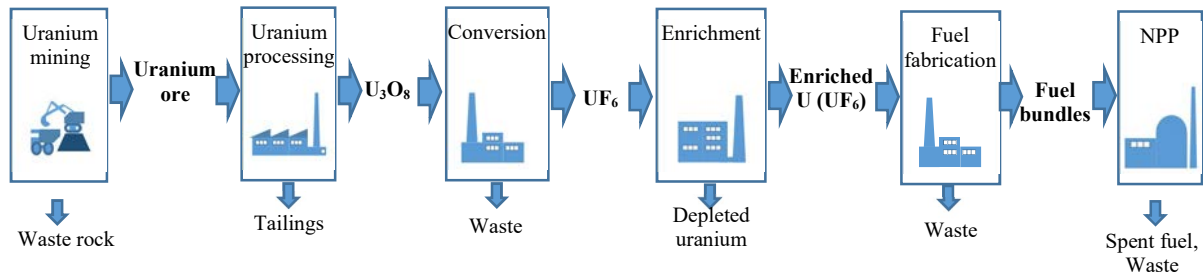 Uranium
mining
Uranium
ore
Uranium
processing
U₃O₈
Conversion
UF₆
Enrichment
Enriched
U (UF₆)
Fuel
fabrication
Fuel
bundles
NPP
Waste rock
Tailings
Waste
Depleted
uranium
Waste
Spent fuel,
Waste